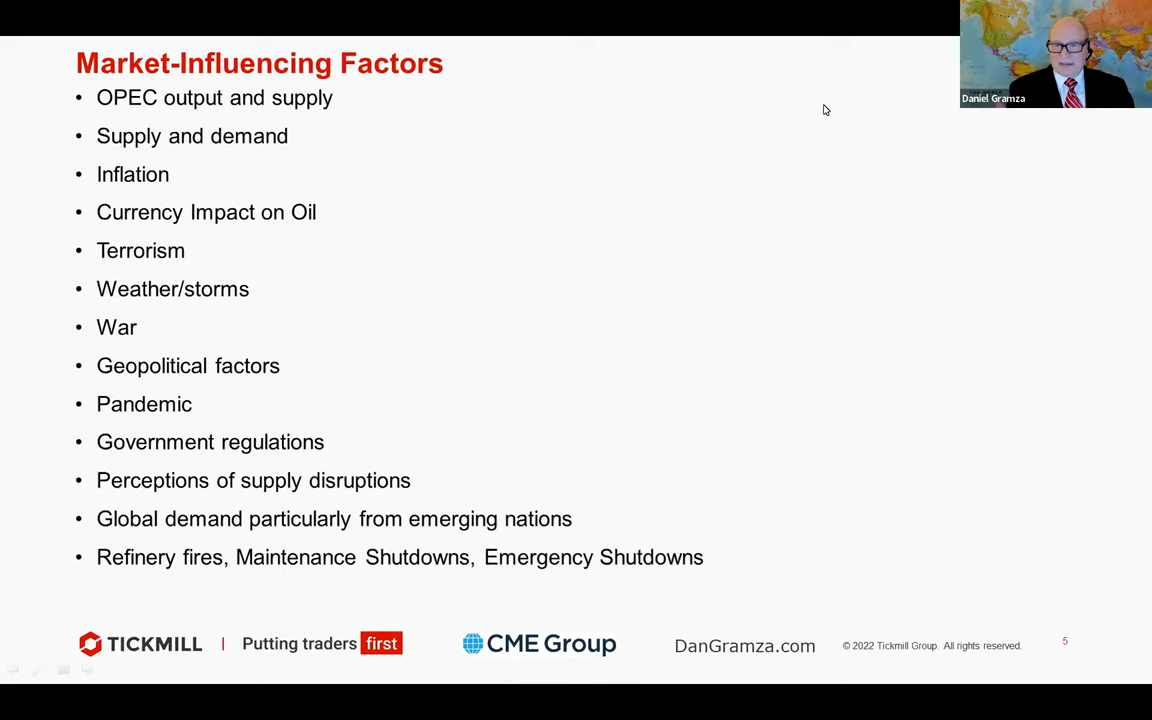 Market-Influencing Factors
• OPEC output and supply
• Supply and demand
• Inflation
• Currency Impact on Oil
• Terrorism
• Weather/storms
• War
• Geopolitical factors
• Pandemic
• Government regulations
• Perceptions of supply disruptions
• Global demand particularly from emerging nations
• Refinery fires, Maintenance Shutdowns, Emergency Shutdowns
Daniel Gramza
TICKMILL | Putting traders first CME Group DanGramza.com © 2022 Tickmill Group. All rights reserved. 5